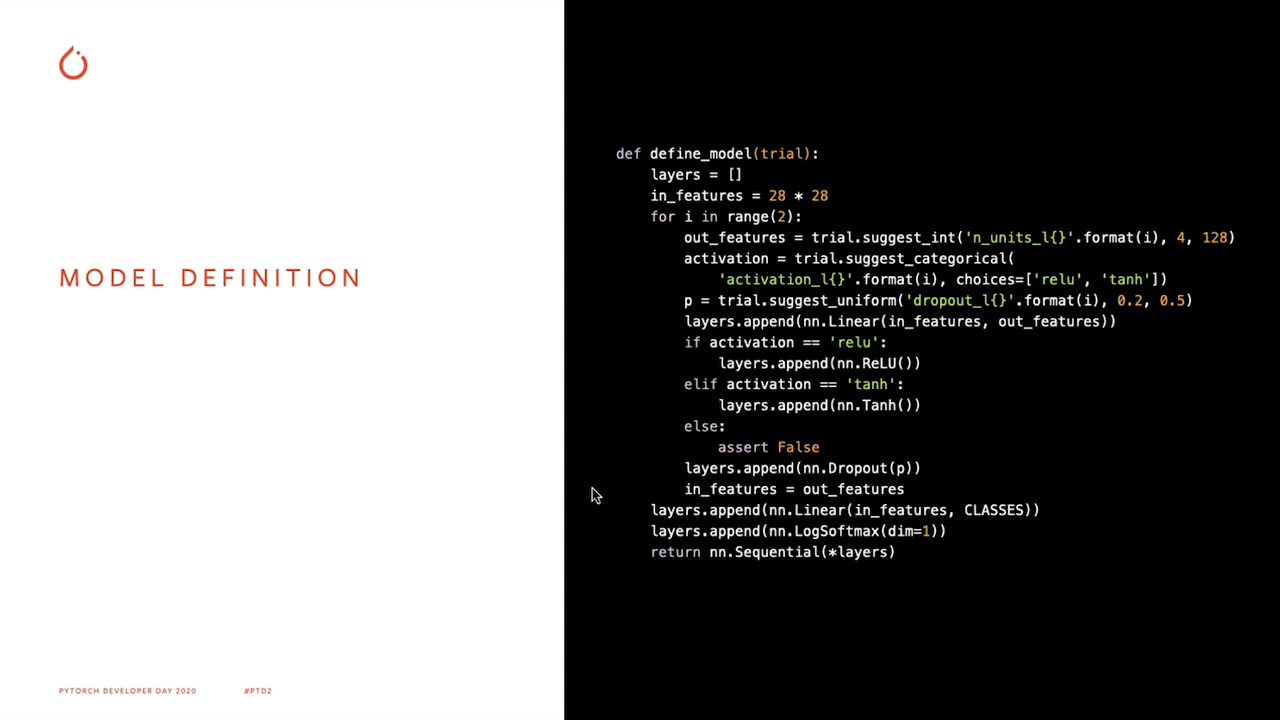 MODEL DEFINITION
def define_model(trial):
    layers = []
    in_features = 28 * 28
    for i in range(2):
        out_features = trial.suggest_int('n_units_l{}'.format(i), 4, 128)
        activation = trial.suggest_categorical(
            'activation_l{}'.format(i), choices=['relu', 'tanh'])
        p = trial.suggest_uniform('dropout_l{}'.format(i), 0.2, 0.5)
        layers.append(nn.Linear(in_features, out_features))
        if activation == 'relu':
            layers.append(nn.ReLU())
        elif activation == 'tanh':
            layers.append(nn.Tanh())
        else:
            assert False
        layers.append(nn.Dropout(p))
        in_features = out_features
    layers.append(nn.Linear(in_features, CLASSES))
    layers.append(nn.LogSoftmax(dim=1))
    return nn.Sequential(*layers)
PYTORCH DEVELOPER DAY 2020 #PTD2